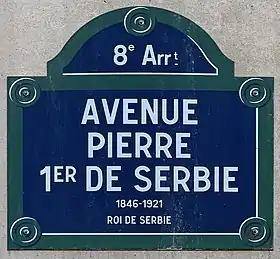 8e Arrt
AVENUE
PIERRE
1ER DE SERBIE
1846-1921
ROI DE SERBIE